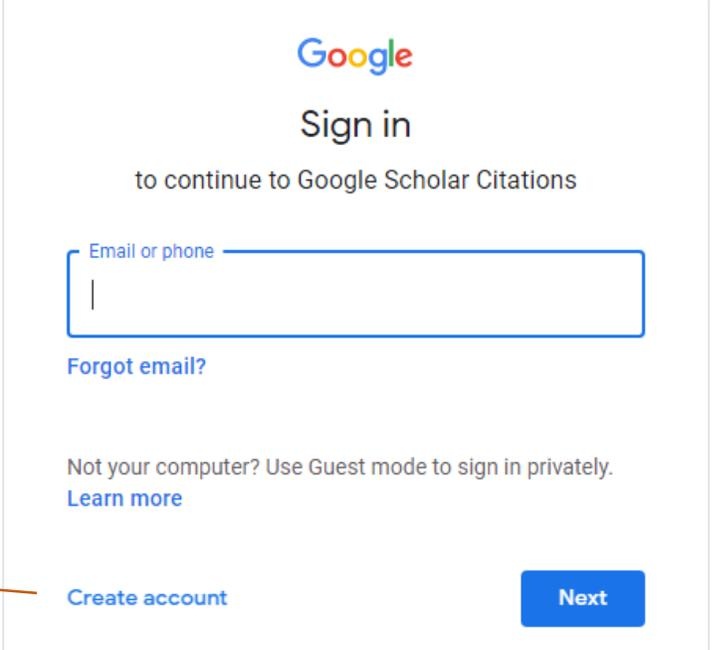 Google
Sign in
to continue to Google Scholar Citations
Email or phone
Forgot email?
Not your computer? Use Guest mode to sign in privately.
Learn more
Create account
Next